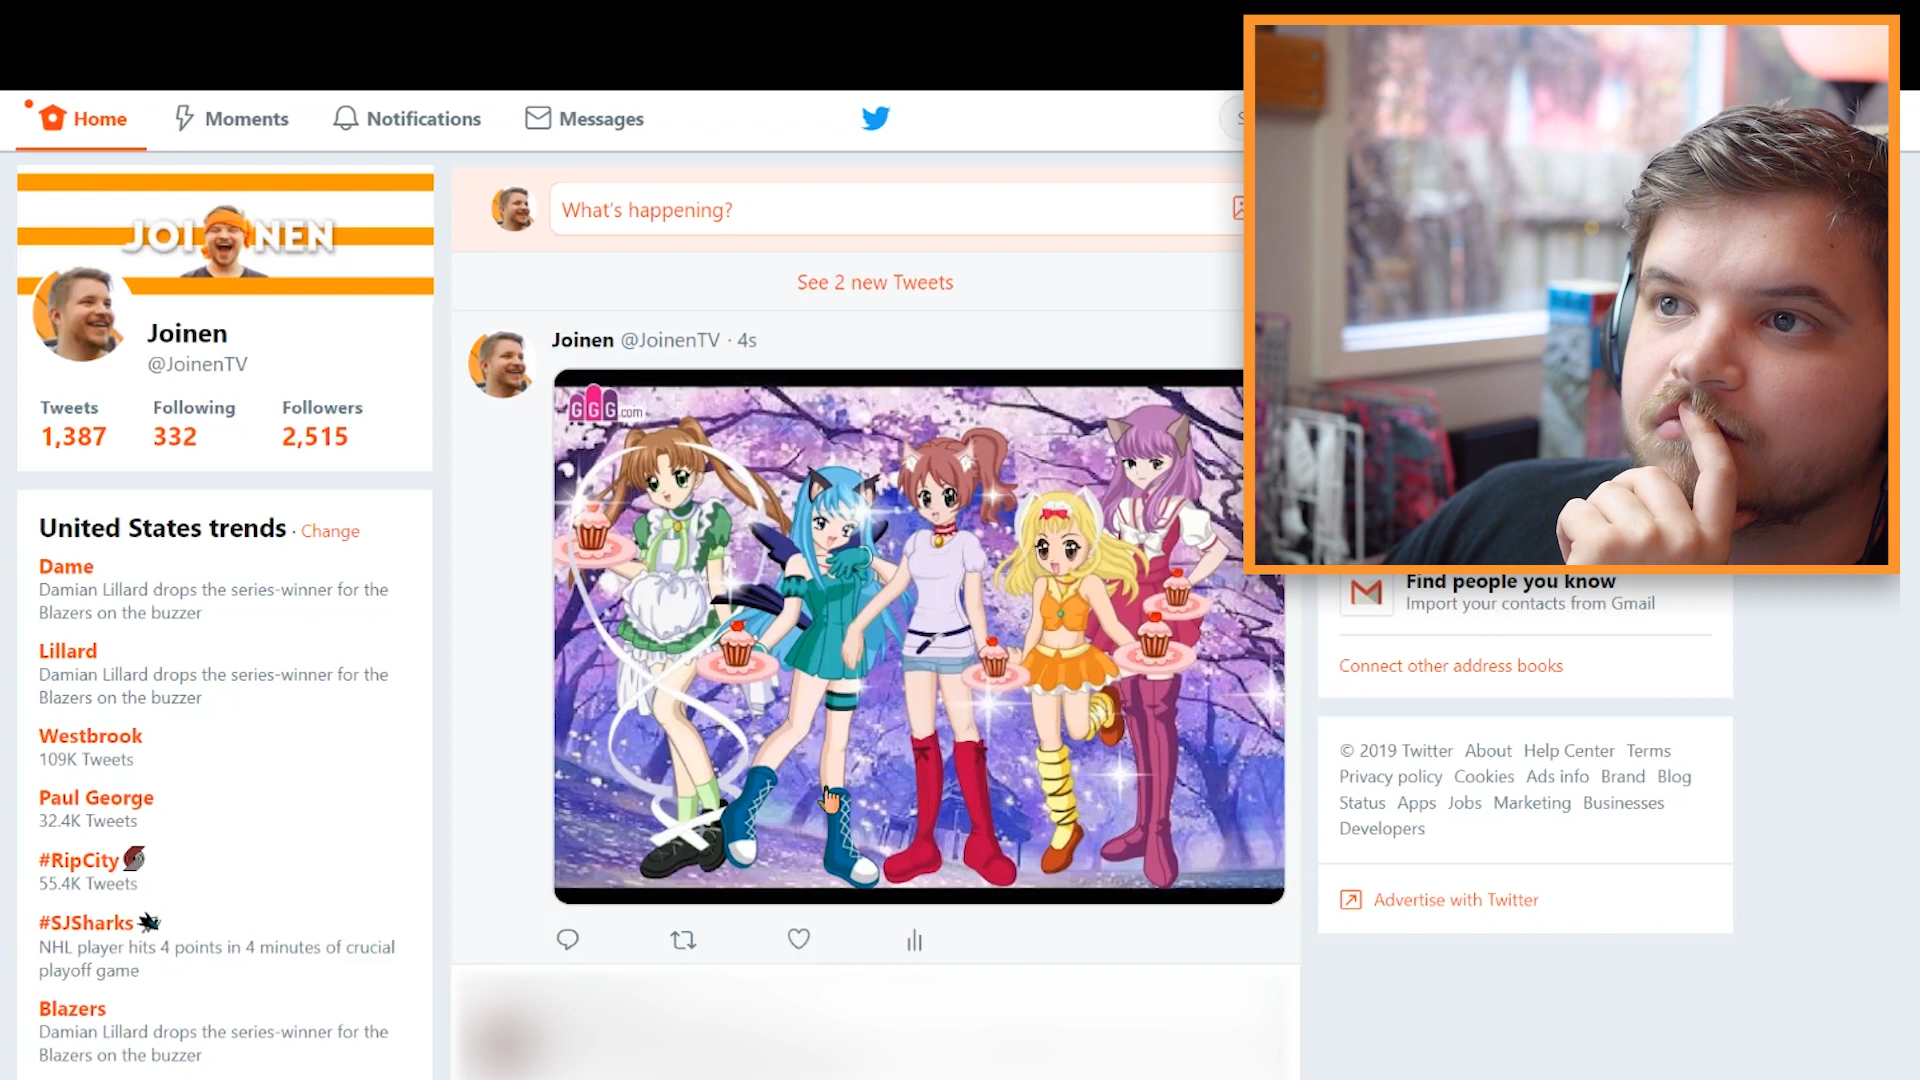 Home
Moments
Notifications
Messages
JOINEN
Joinen
@JoinenTV
Tweets
Following
Followers
1,387
332
2,515
United States trends · Change
Dame
Damian Lillard drops the series-winner for the
Blazers on the buzzer
Lillard
Damian Lillard drops the series-winner for the
Blazers on the buzzer
Westbrook
109K Tweets
Paul George
32.4K Tweets
#RipCity
55.4K Tweets
#SJSharks
NHL player hits 4 points in 4 minutes of crucial
playoff game
Blazers
Damian Lillard drops the series-winner for the
Blazers on the buzzer
What's happening?
See 2 new Tweets
Joinen @JoinenTV · 4s
GGG.com
Find people you know
Import your contacts from Gmail
Connect other address books
© 2019 Twitter About Help Center Terms
Privacy policy Cookies Ads info Brand Blog
Status Apps Jobs Marketing Businesses
Developers
Advertise with Twitter